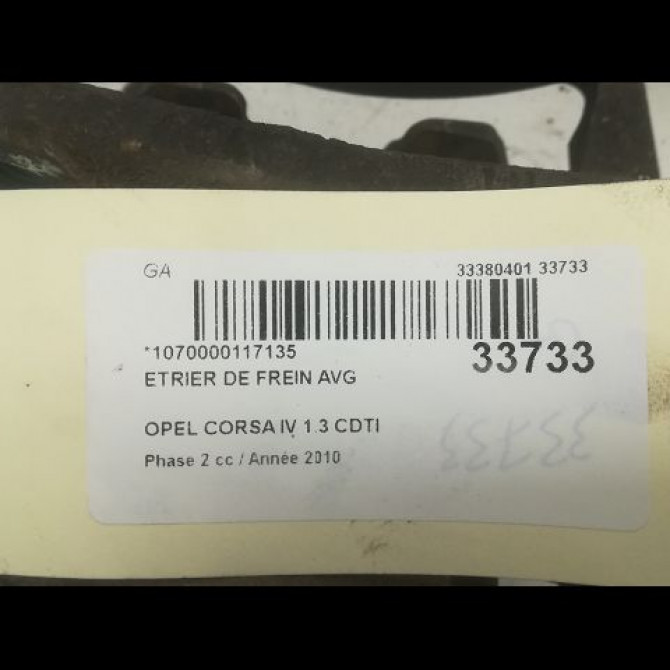 GA
33380401 33733
*1070000117135
33733
ETRIER DE FREIN AVG
OPEL CORSA IV 1.3 CDTI
Phase 2 cc / Année 2010
33733